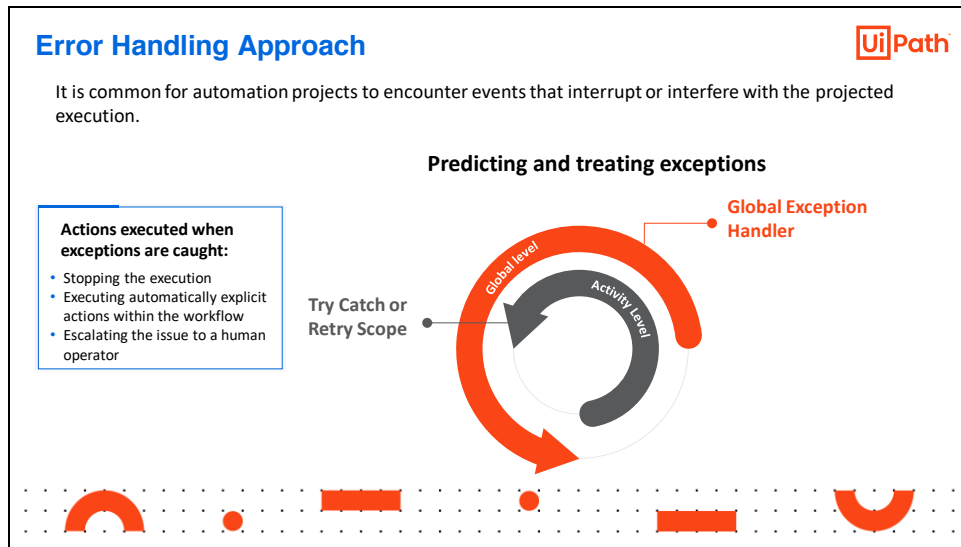 Error Handling Approach
UiPath
It is common for automation projects to encounter events that interrupt or interfere with the projected
execution.
Predicting and treating exceptions
Actions executed when
exceptions are caught:
• Stopping the execution
• Executing automatically explicit
actions within the workflow
• Escalating the issue to a human
operator
Try Catch or
Retry Scope
Global level
Activity Level
Global Exception
Handler